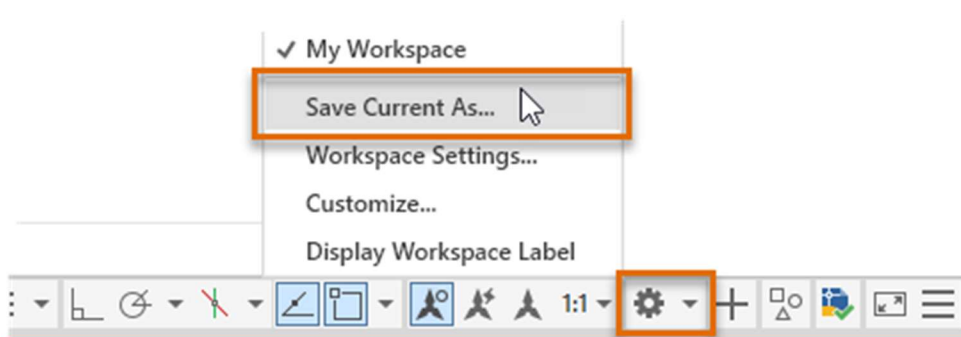 My Workspace
Save Current As...
Workspace Settings...
Customize...
Display Workspace Label
1:1